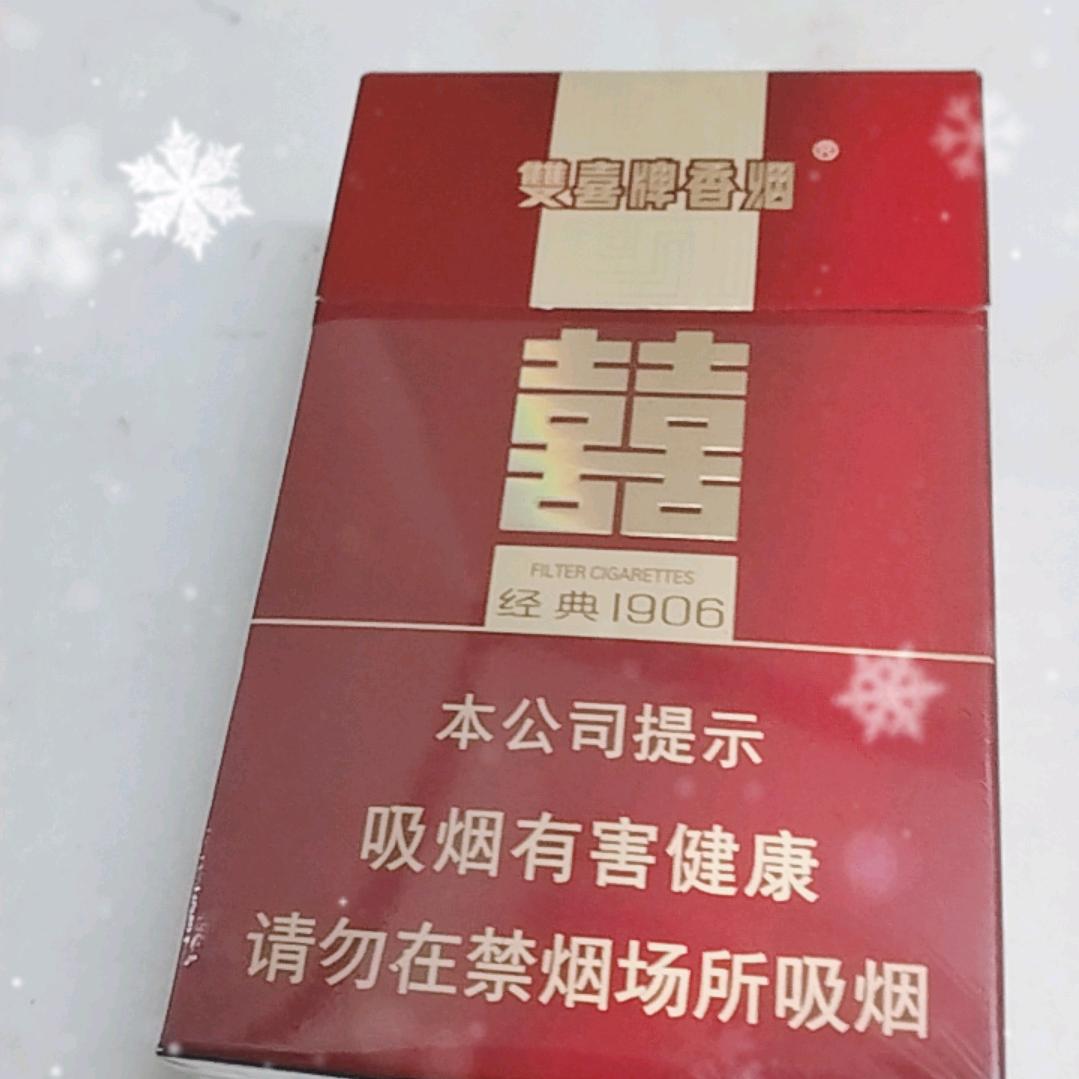 雙喜牌香烟®
囍
FILTER CIGARETTES
经典1906
本公司提示
吸烟有害健康
请勿在禁烟场所吸烟